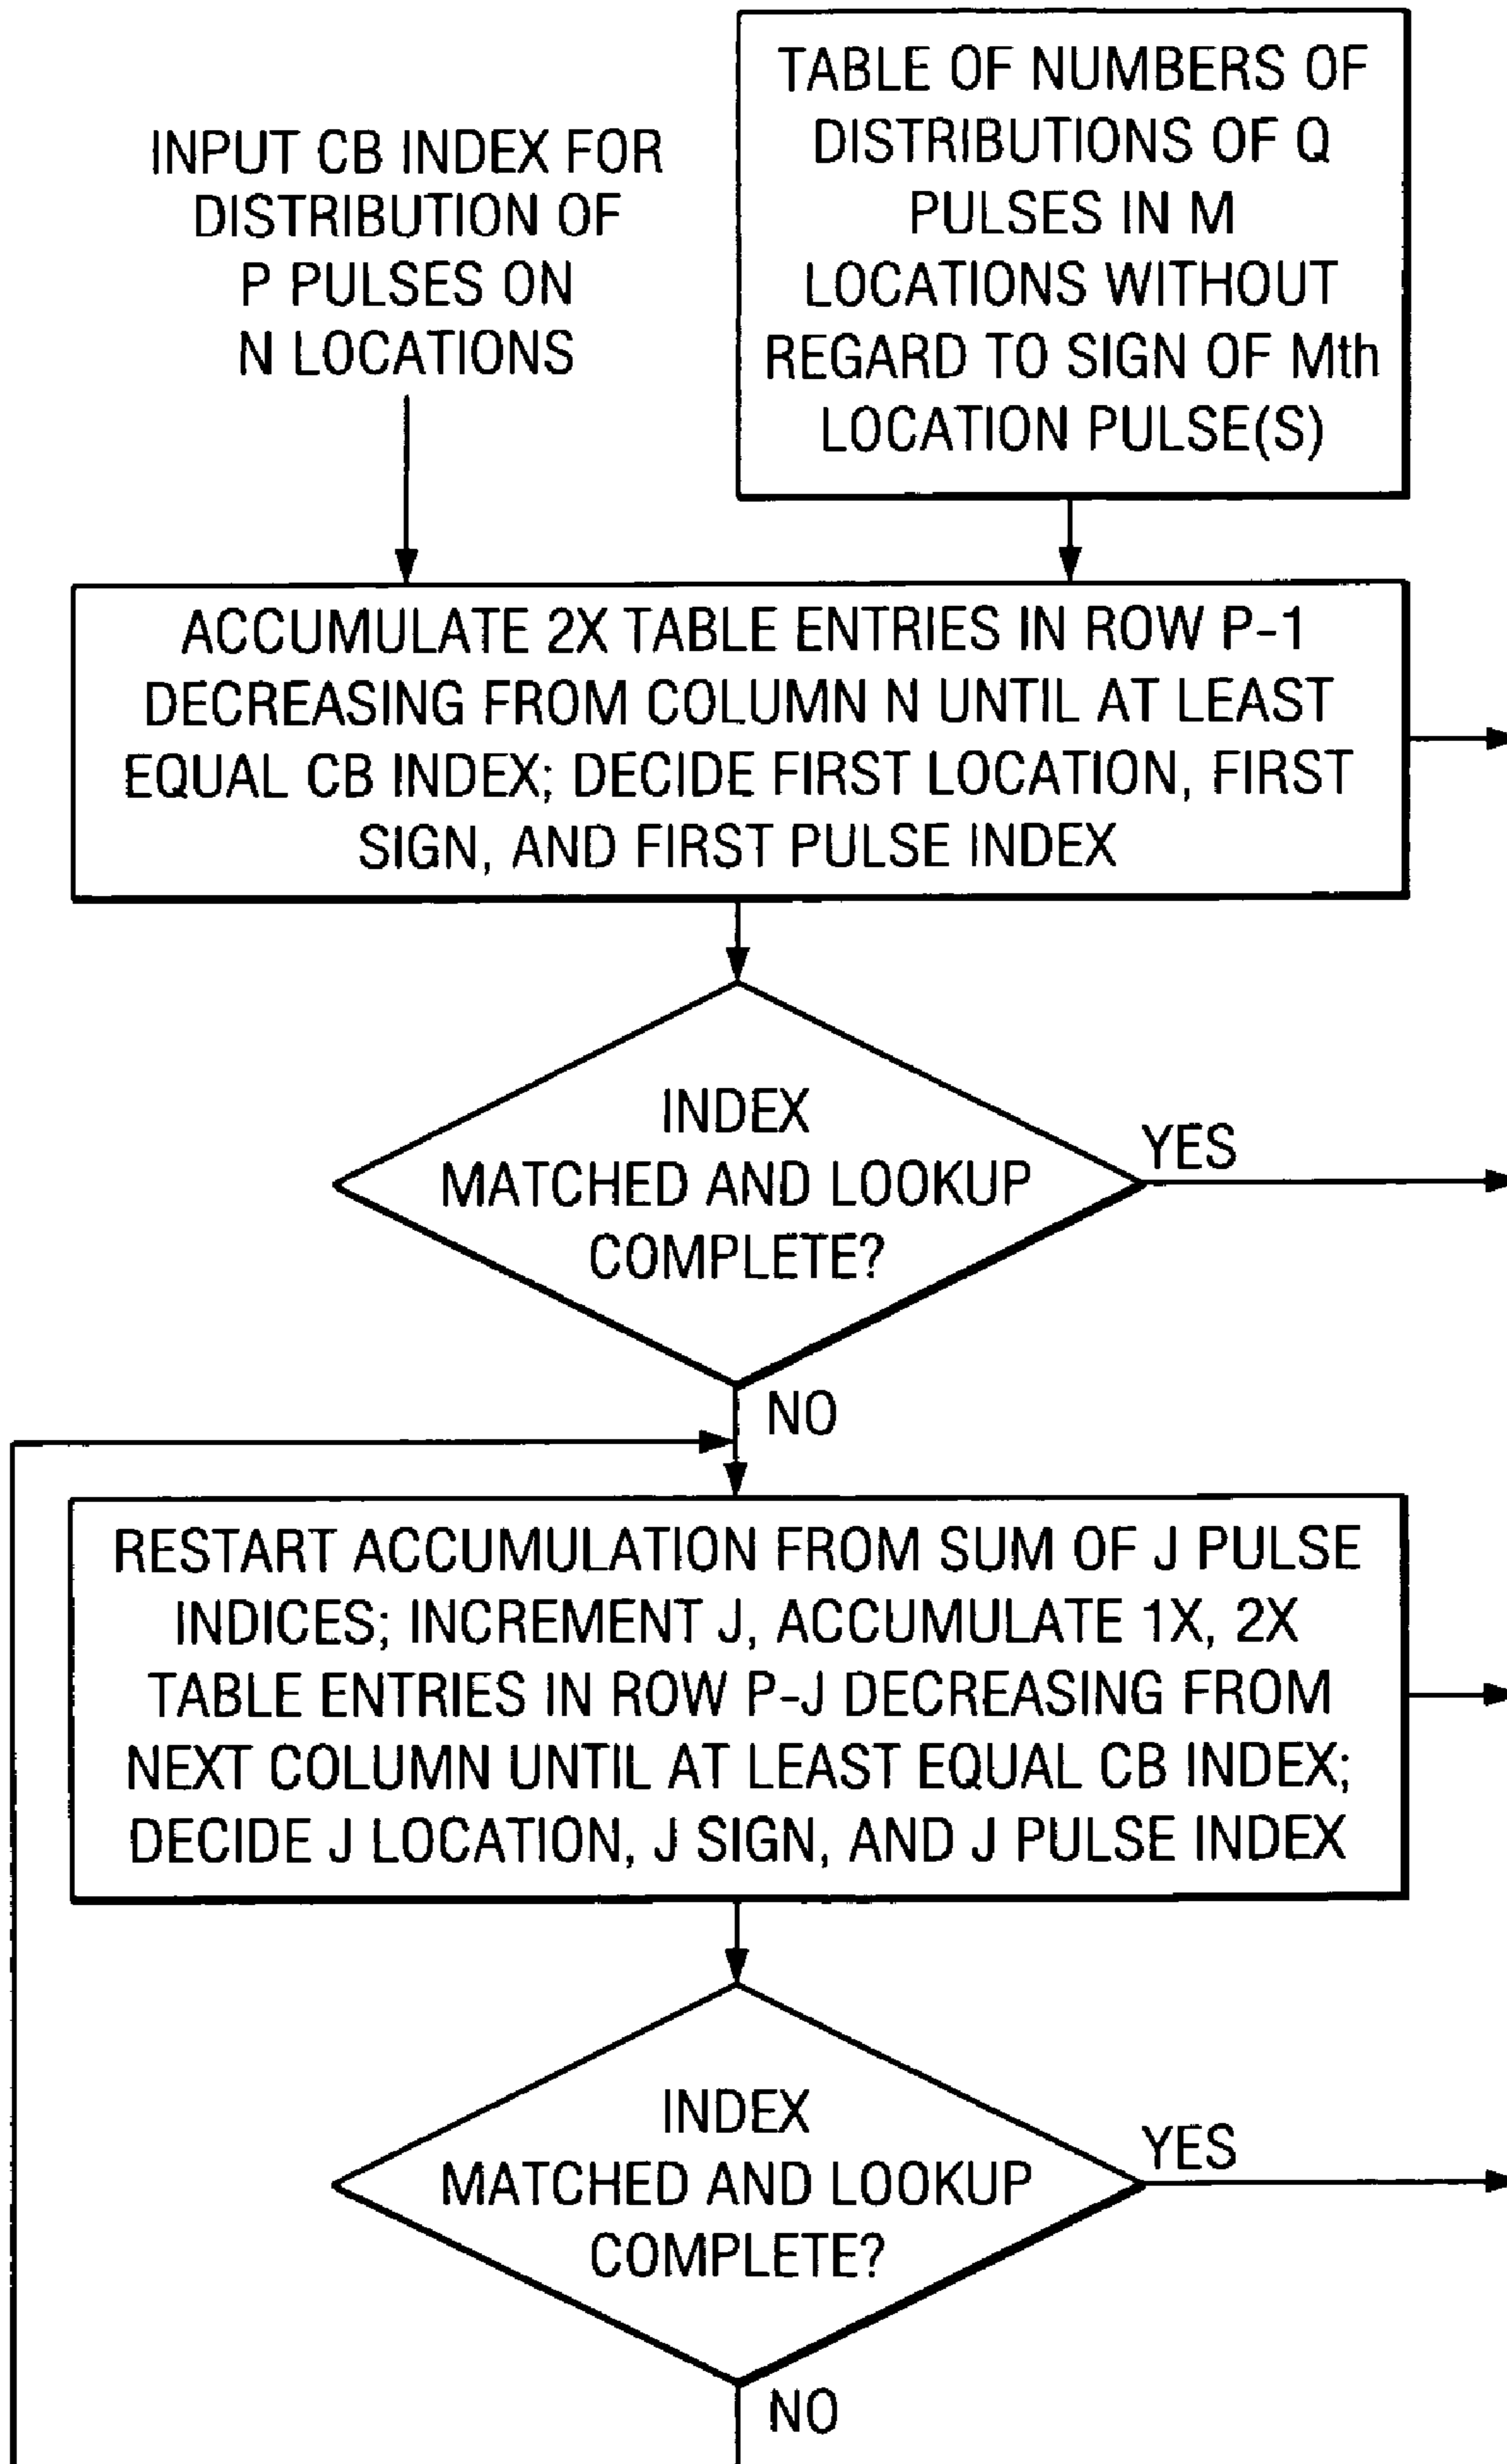 INPUT CB INDEX FOR
DISTRIBUTION OF
P PULSES ON
N LOCATIONS
TABLE OF NUMBERS OF
DISTRIBUTIONS OF Q
PULSES IN M
LOCATIONS WITHOUT
REGARD TO SIGN OF Mth
LOCATION PULSE(S)
ACCUMULATE 2X TABLE ENTRIES IN ROW P-1
DECREASING FROM COLUMN N UNTIL AT LEAST
EQUAL CB INDEX; DECIDE FIRST LOCATION, FIRST
SIGN, AND FIRST PULSE INDEX
INDEX
MATCHED AND LOOKUP
COMPLETE?
YES
NO
RESTART ACCUMULATION FROM SUM OF J PULSE
INDICES; INCREMENT J, ACCUMULATE 1X, 2X
TABLE ENTRIES IN ROW P-J DECREASING FROM
NEXT COLUMN UNTIL AT LEAST EQUAL CB INDEX;
DECIDE J LOCATION, J SIGN, AND J PULSE INDEX
INDEX
MATCHED AND LOOKUP
COMPLETE?
YES
NO